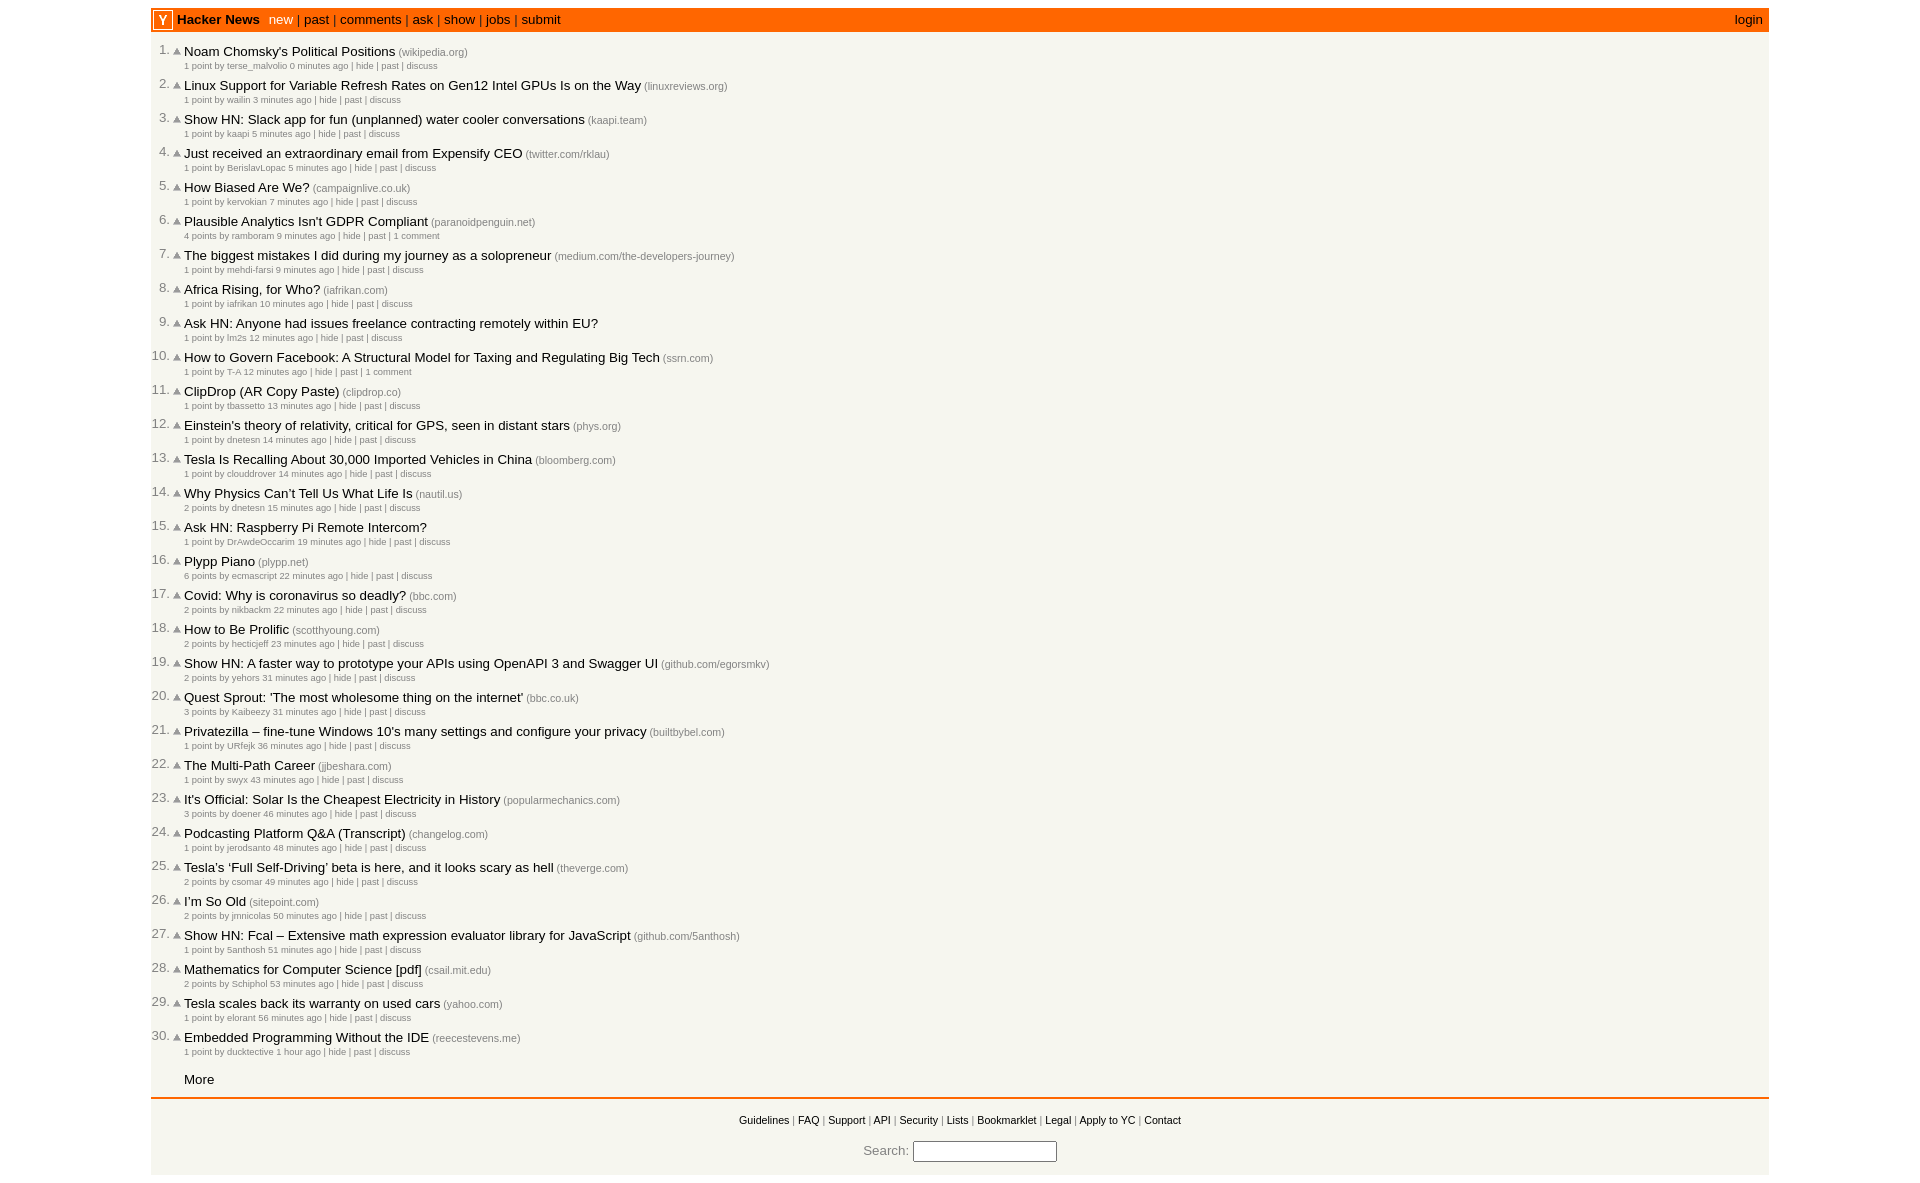 Y Hacker News new | past | comments | ask | show | jobs | submit login
1. Noam Chomsky's Political Positions (wikipedia.org)
1 point by terse_malvolio 0 minutes ago | hide | past | discuss
2. Linux Support for Variable Refresh Rates on Gen12 Intel GPUs Is on the Way (linuxreviews.org)
1 point by wailin 3 minutes ago | hide | past | discuss
3. Show HN: Slack app for fun (unplanned) water cooler conversations (kaapi.team)
1 point by kaapi 5 minutes ago | hide | past | discuss
4. Just received an extraordinary email from Expensify CEO (twitter.com/rklau)
1 point by BerislavLopac 5 minutes ago | hide | past | discuss
5. How Biased Are We? (campaignlive.co.uk)
1 point by kervokian 7 minutes ago | hide | past | discuss
6. Plausible Analytics Isn't GDPR Compliant (paranoidpenguin.net)
4 points by ramboram 9 minutes ago | hide | past | 1 comment
7. The biggest mistakes I did during my journey as a solopreneur (medium.com/the-developers-journey)
1 point by mehdi-farsi 9 minutes ago | hide | past | discuss
8. Africa Rising, for Who? (iafrikan.com)
1 point by iafrikan 10 minutes ago | hide | past | discuss
9. Ask HN: Anyone had issues freelance contracting remotely within EU?
1 point by lm2s 12 minutes ago | hide | past | discuss
10. How to Govern Facebook: A Structural Model for Taxing and Regulating Big Tech (ssrn.com)
1 point by T-A 12 minutes ago | hide | past | 1 comment
11. ClipDrop (AR Copy Paste) (clipdrop.co)
1 point by tbassetto 13 minutes ago | hide | past | discuss
12. Einstein's theory of relativity, critical for GPS, seen in distant stars (phys.org)
1 point by dnetesn 14 minutes ago | hide | past | discuss
13. Tesla Is Recalling About 30,000 Imported Vehicles in China (bloomberg.com)
1 point by clouddrover 14 minutes ago | hide | past | discuss
14. Why Physics Can’t Tell Us What Life Is (nautil.us)
2 points by dnetesn 15 minutes ago | hide | past | discuss
15. Ask HN: Raspberry Pi Remote Intercom?
1 point by DrAwdeOccarim 19 minutes ago | hide | past | discuss
16. Plypp Piano (plypp.net)
6 points by ecmascript 22 minutes ago | hide | past | discuss
17. Covid: Why is coronavirus so deadly? (bbc.com)
2 points by nikbackm 22 minutes ago | hide | past | discuss
18. How to Be Prolific (scotthyoung.com)
2 points by hecticjeff 23 minutes ago | hide | past | discuss
19. Show HN: A faster way to prototype your APIs using OpenAPI 3 and Swagger UI (github.com/egorsmkv)
2 points by yehors 31 minutes ago | hide | past | discuss
20. Quest Sprout: 'The most wholesome thing on the internet' (bbc.co.uk)
3 points by Kaibeezy 31 minutes ago | hide | past | discuss
21. Privatezilla – fine-tune Windows 10's many settings and configure your privacy (builtbybel.com)
1 point by URfejk 36 minutes ago | hide | past | discuss
22. The Multi-Path Career (jjbeshara.com)
1 point by swyx 43 minutes ago | hide | past | discuss
23. It's Official: Solar Is the Cheapest Electricity in History (popularmechanics.com)
3 points by doener 46 minutes ago | hide | past | discuss
24. Podcasting Platform Q&A (Transcript) (changelog.com)
1 point by jerodsanto 48 minutes ago | hide | past | discuss
25. Tesla’s ‘Full Self-Driving’ beta is here, and it looks scary as hell (theverge.com)
2 points by csomar 49 minutes ago | hide | past | discuss
26. I’m So Old (sitepoint.com)
2 points by jmnicolas 50 minutes ago | hide | past | discuss
27. Show HN: Fcal – Extensive math expression evaluator library for JavaScript (github.com/5anthosh)
1 point by 5anthosh 51 minutes ago | hide | past | discuss
28. Mathematics for Computer Science [pdf] (csail.mit.edu)
2 points by Schiphol 53 minutes ago | hide | past | discuss
29. Tesla scales back its warranty on used cars (yahoo.com)
1 point by elorant 56 minutes ago | hide | past | discuss
30. Embedded Programming Without the IDE (reecestevens.me)
1 point by ducktective 1 hour ago | hide | past | discuss
More
Guidelines | FAQ | Support | API | Security | Lists | Bookmarklet | Legal | Apply to YC | Contact
Search: